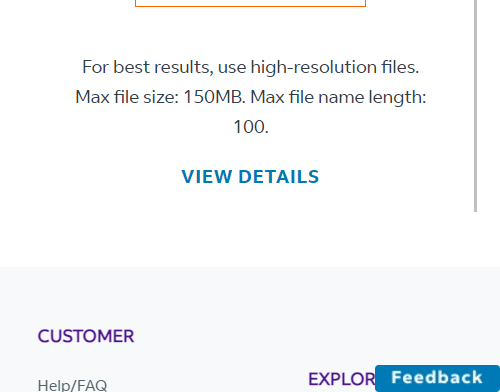 For best results, use high-resolution files.
Max file size: 150MB. Max file name length:
100.
VIEW DETAILS
CUSTOMER
Help/FAQ
EXPLOR
Feedback